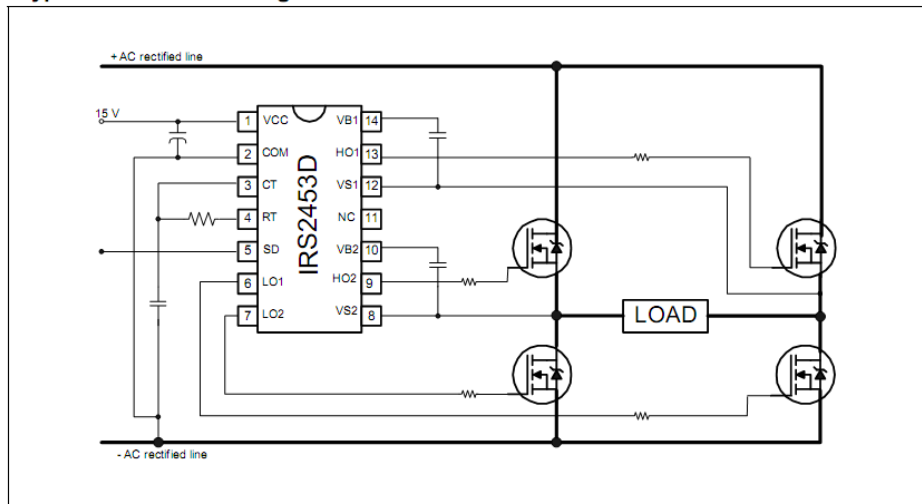 + AC rectified line
15 V
1 VCC VB1 14
2 COM HO1 13
3 CT VS1 12
4 RT NC 11
5 SD VB2 10
6 LO1 HO2 9
7 LO2 VS2 8
IRS2453D
LOAD
- AC rectified line